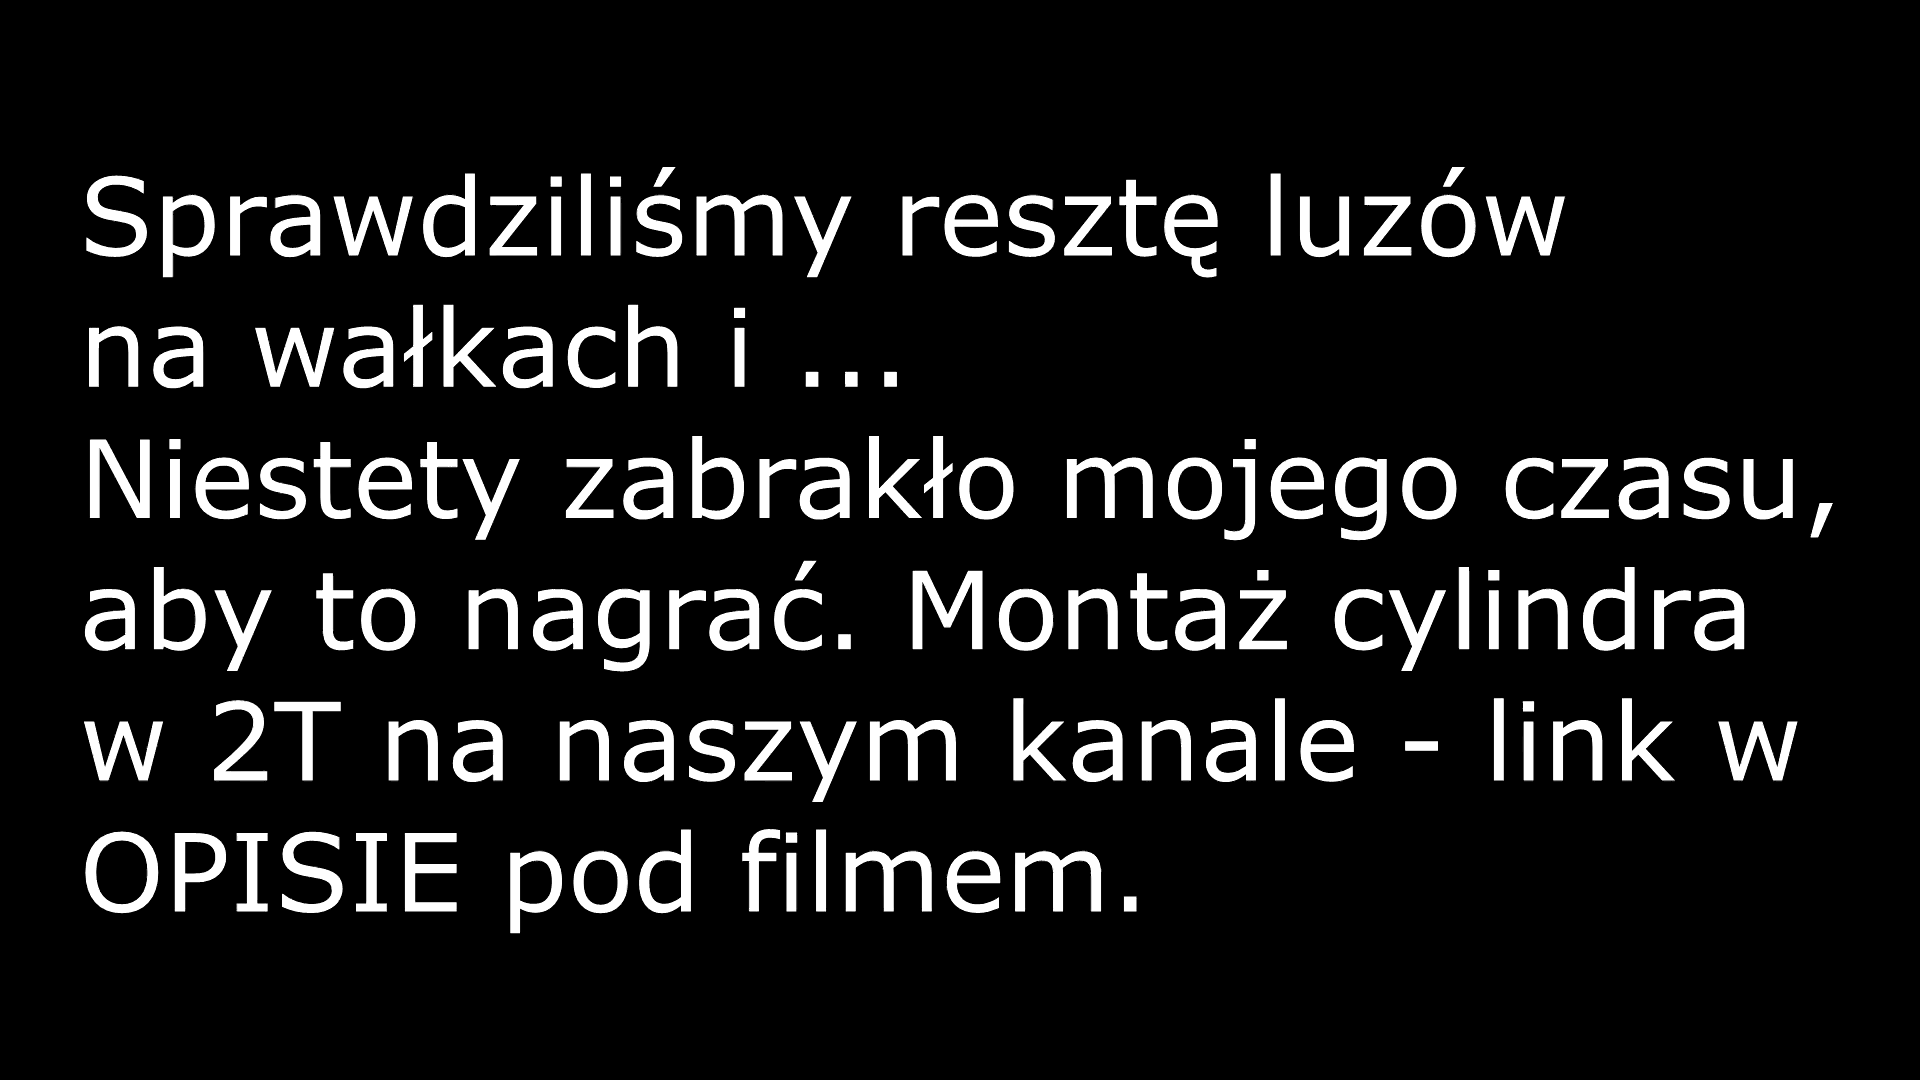 Sprawdziliśmy resztę luzów
na wałkach i ...
Niestety zabrakło mojego czasu,
aby to nagrać. Montaż cylindra
w 2T na naszym kanale - link w
OPISIE pod filmem.